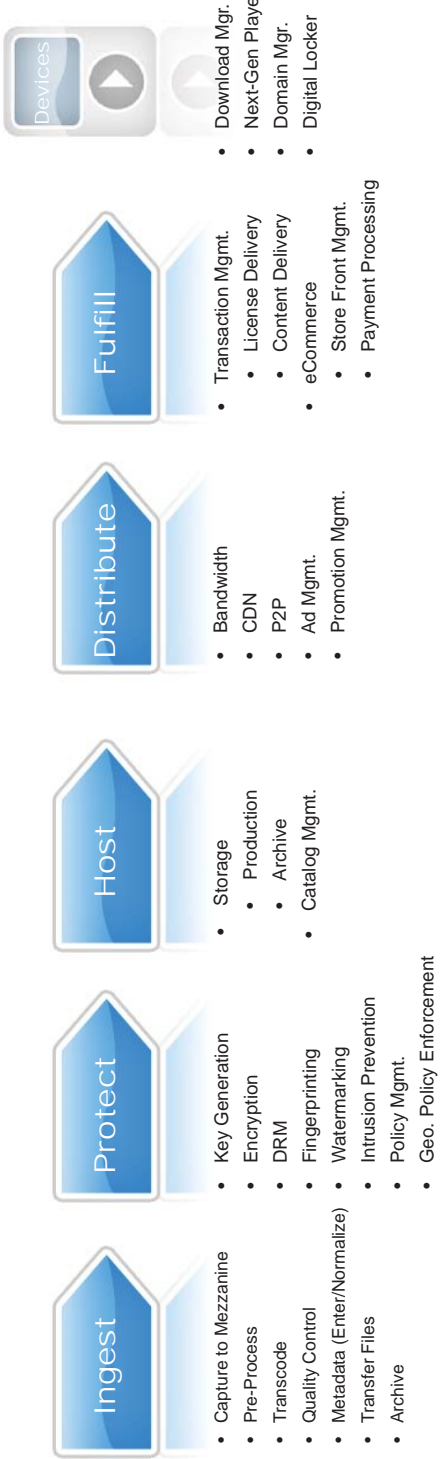 Ingest
• Capture to Mezzanine
• Pre-Process
• Transcode
• Quality Control
• Metadata (Enter/Normalize)
• Transfer Files
• Archive
Protect
• Key Generation
• Encryption
• DRM
• Fingerprinting
• Watermarking
• Intrusion Prevention
• Policy Mgmt.
• Geo. Policy Enforcement
Host
• Storage
• Production
• Archive
• Catalog Mgmt.
Distribute
• Bandwidth
• CDN
• P2P
• Ad Mgmt.
• Promotion Mgmt.
Fulfill
• Transaction Mgmt.
• License Delivery
• Content Delivery
• eCommerce
• Store Front Mgmt.
• Payment Processing
Devices
• Download Mgr.
• Next-Gen Playe
• Domain Mgr.
• Digital Locker